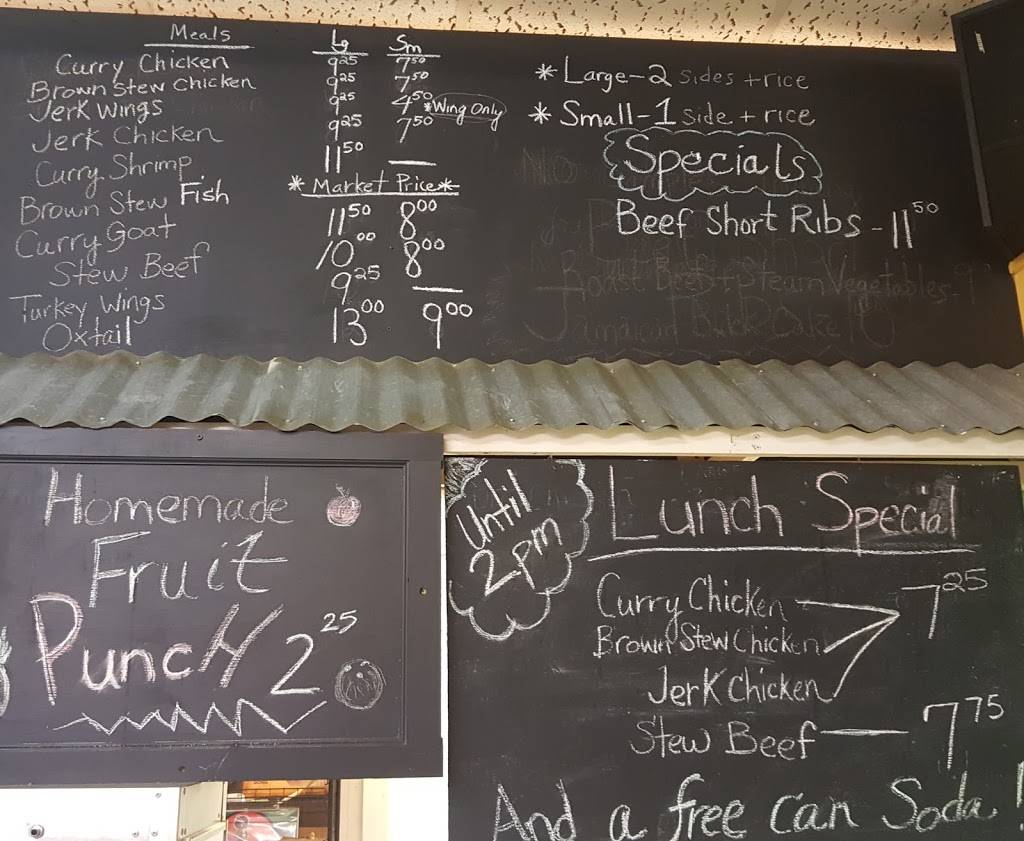 Meals Lg Sm
Curry Chicken 9.25 7.50
Brown Stew Chicken 9.25 7.50
Jerk Wings 9.25 4.50 *Wing Only
Jerk Chicken 9.25 7.50
Curry Shrimp 11.50 —
Brown Stew Fish *Market Price*
Curry Goat 11.50 8.00
Stew Beef 10.00 8.00
Turkey Wings 9.25 —
Oxtail 13.00 9.00
* Large - 2 sides + rice
* Small - 1 side + rice
Specials
Beef Short Ribs - 11.50
Roast Beef + Steam Vegetables - 9
Homemade
Fruit
Punch 2.25
Until
2pm
Lunch Special
Curry Chicken 7.25
Brown Stew Chicken
Jerk Chicken
Stew Beef — 7.75
And a free can Soda!